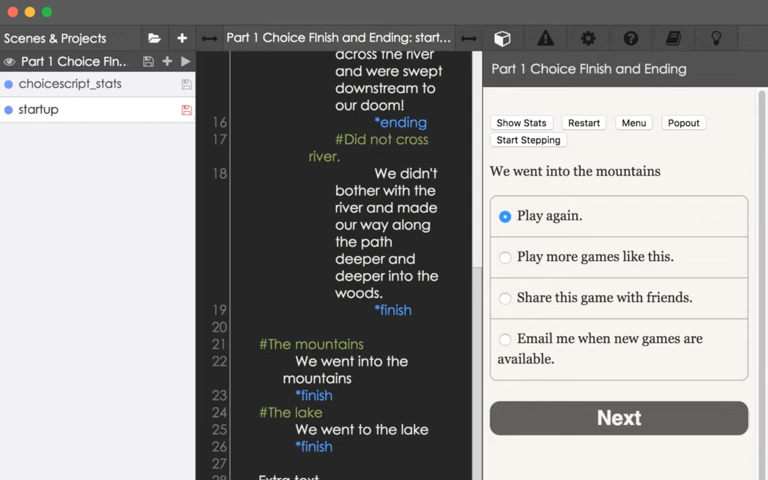 Scenes & Projects
Part 1 Choice FInish and Ending: start...
Part 1 Choice FIn...
choicescript_stats
startup
across the river
and were swept
downstream to
our doom!
16 *ending
17 #Did not cross
river.
18 We didn't
bother with the
river and made
our way along
the path
deeper and
deeper into the
woods.
19 *finish
20
21 #The mountains
22 We went into the
mountains
23 *finish
24 #The lake
25 We went to the lake
26 *finish
27
28 Extra text
Part 1 Choice FInish and Ending
Show Stats Restart Menu Popout
Start Stepping
We went into the mountains
Play again.
Play more games like this.
Share this game with friends.
Email me when new games are
available.
Next